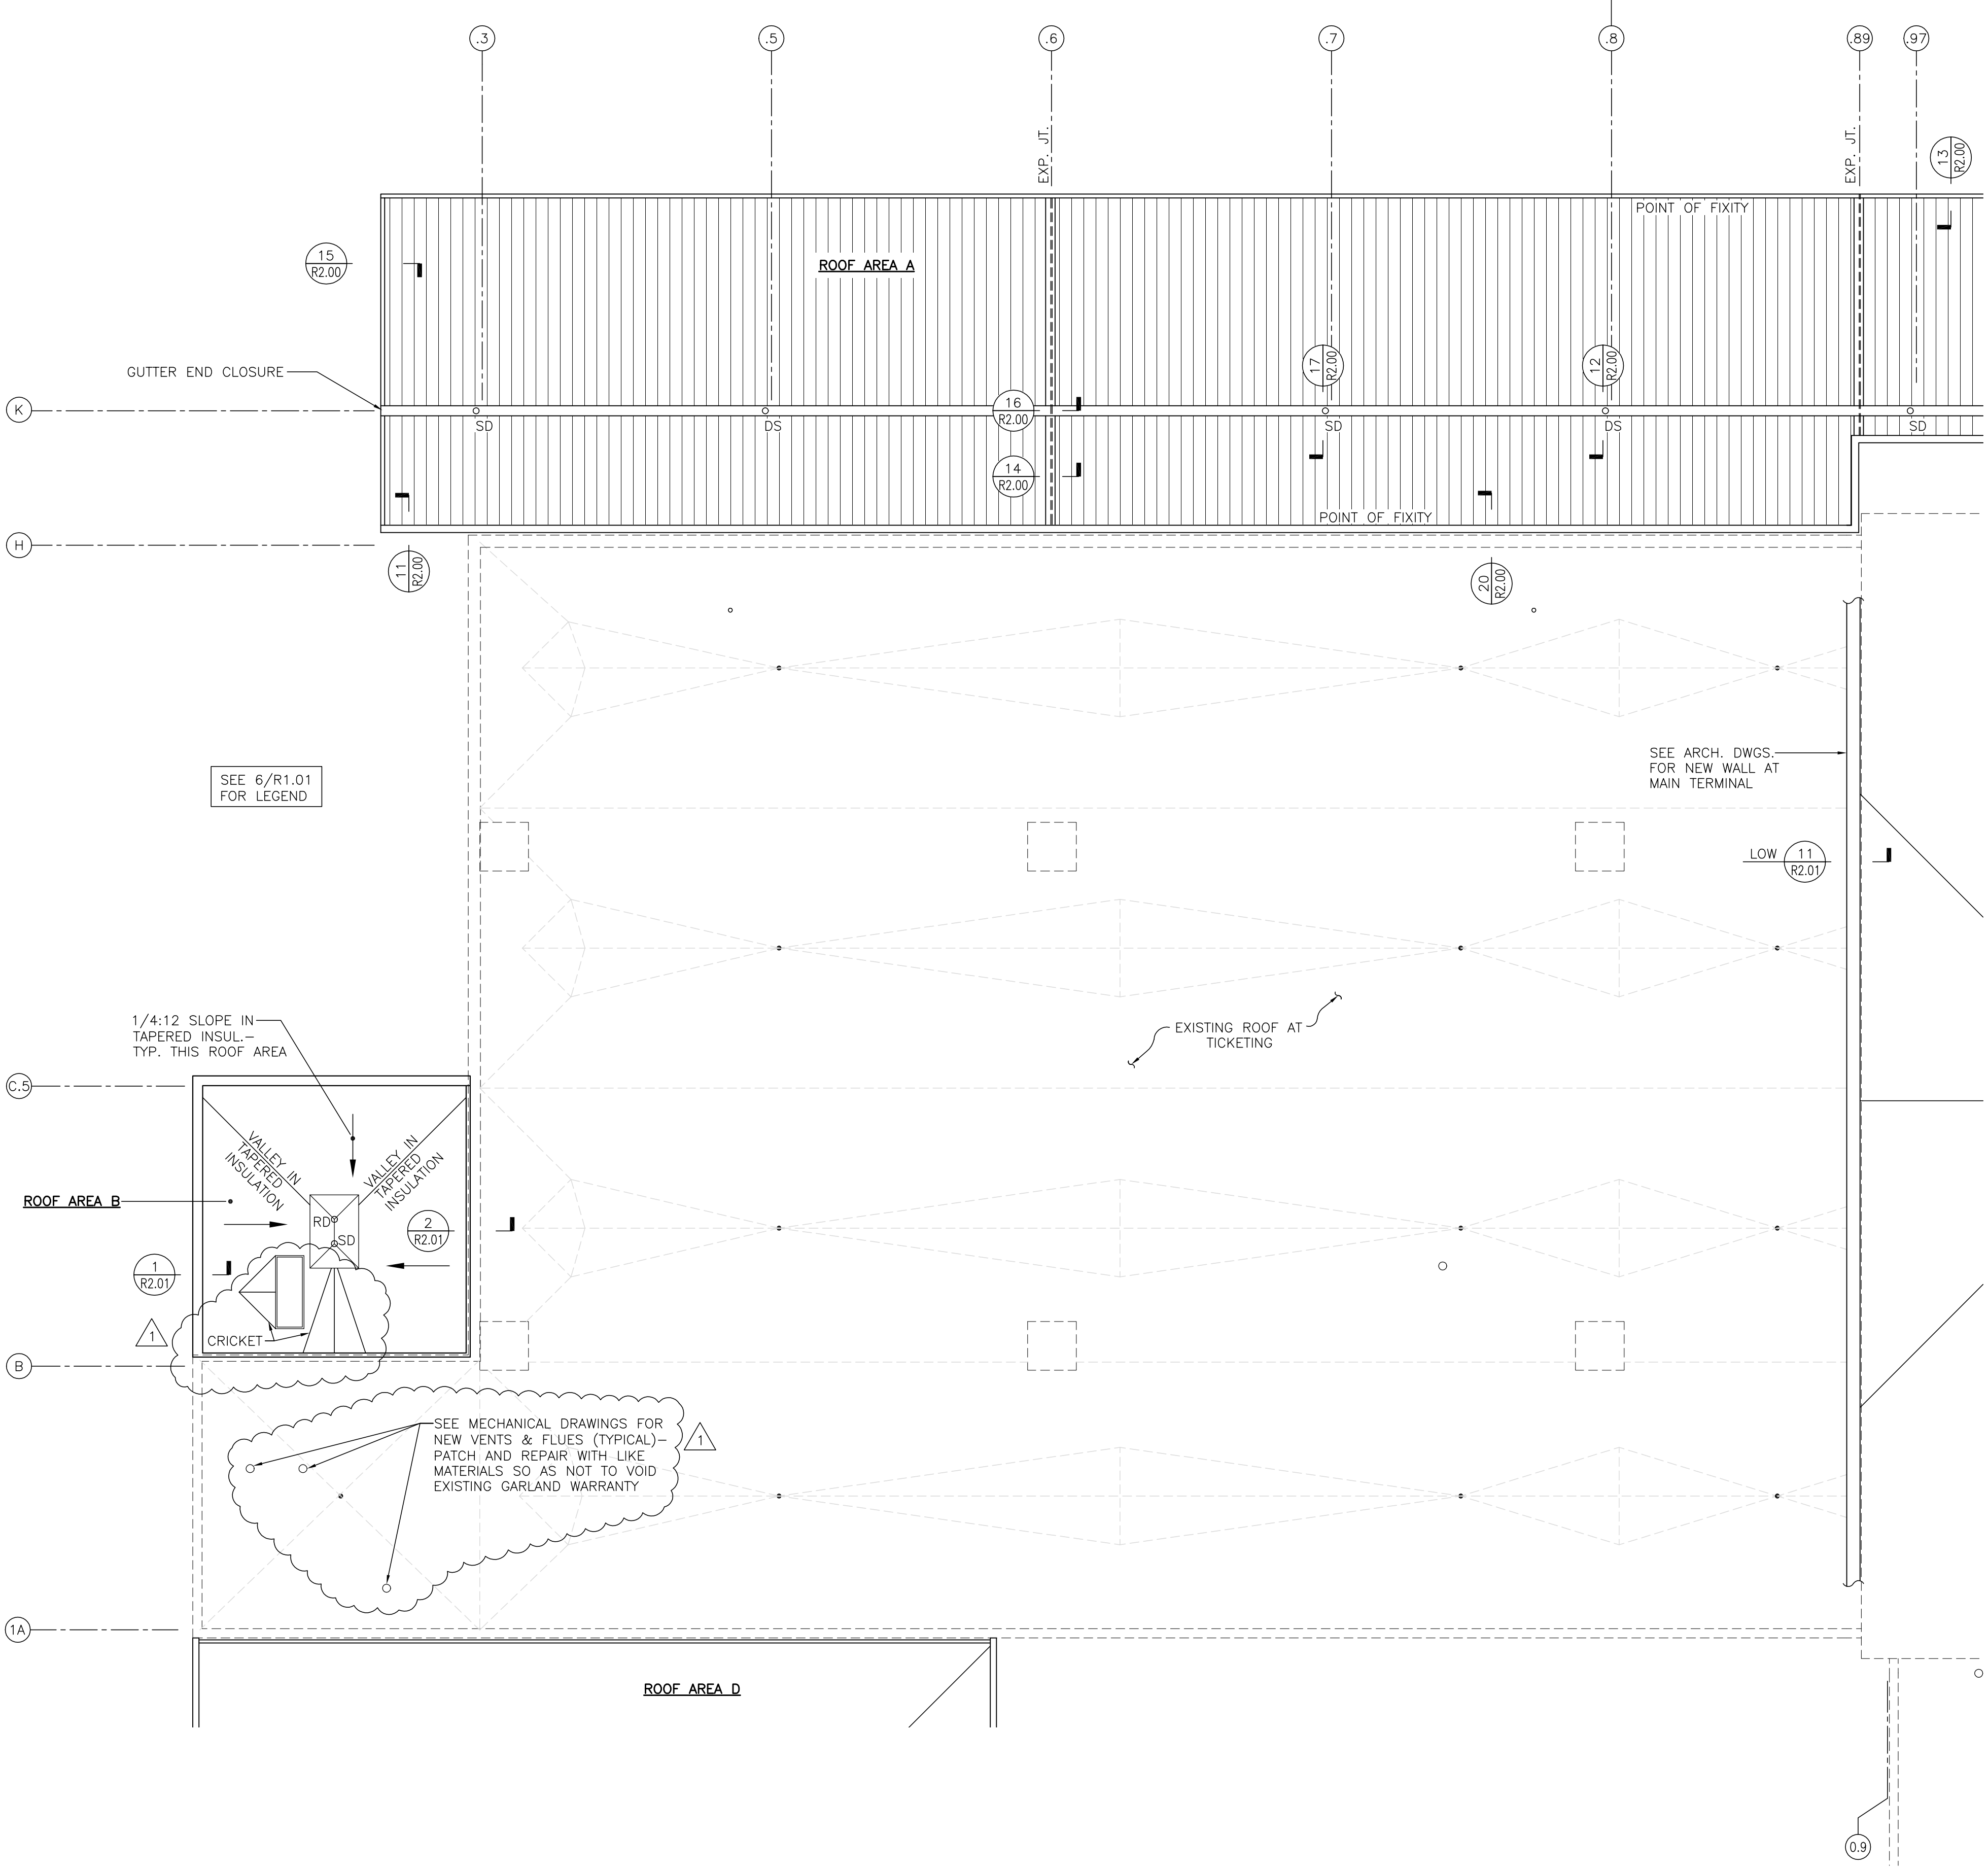 .3
.5
.6
.7
.8
.89
.97
EXP. JT.
EXP. JT.
13
R2.00
POINT OF FIXITY
15
R2.00
ROOF AREA A
GUTTER END CLOSURE
17
R2.00
12
R2.00
K
16
R2.00
SD
DS
SD
DS
SD
14
R2.00
POINT OF FIXITY
H
11
R2.00
20
R2.00
SEE 6/R1.01
FOR LEGEND
SEE ARCH. DWGS.
FOR NEW WALL AT
MAIN TERMINAL
LOW
11
R2.01
1/4:12 SLOPE IN
TAPERED INSUL.–
TYP. THIS ROOF AREA
EXISTING ROOF AT
TICKETING
C.5
VALLEY IN
TAPERED
INSULATION
VALLEY IN
TAPERED
INSULATION
ROOF AREA B
RD
SD
2
R2.01
1
R2.01
1
CRICKET
B
SEE MECHANICAL DRAWINGS FOR
NEW VENTS & FLUES (TYPICAL)–
PATCH AND REPAIR WITH LIKE
MATERIALS SO AS NOT TO VOID
EXISTING GARLAND WARRANTY
1
1A
ROOF AREA D
0.9